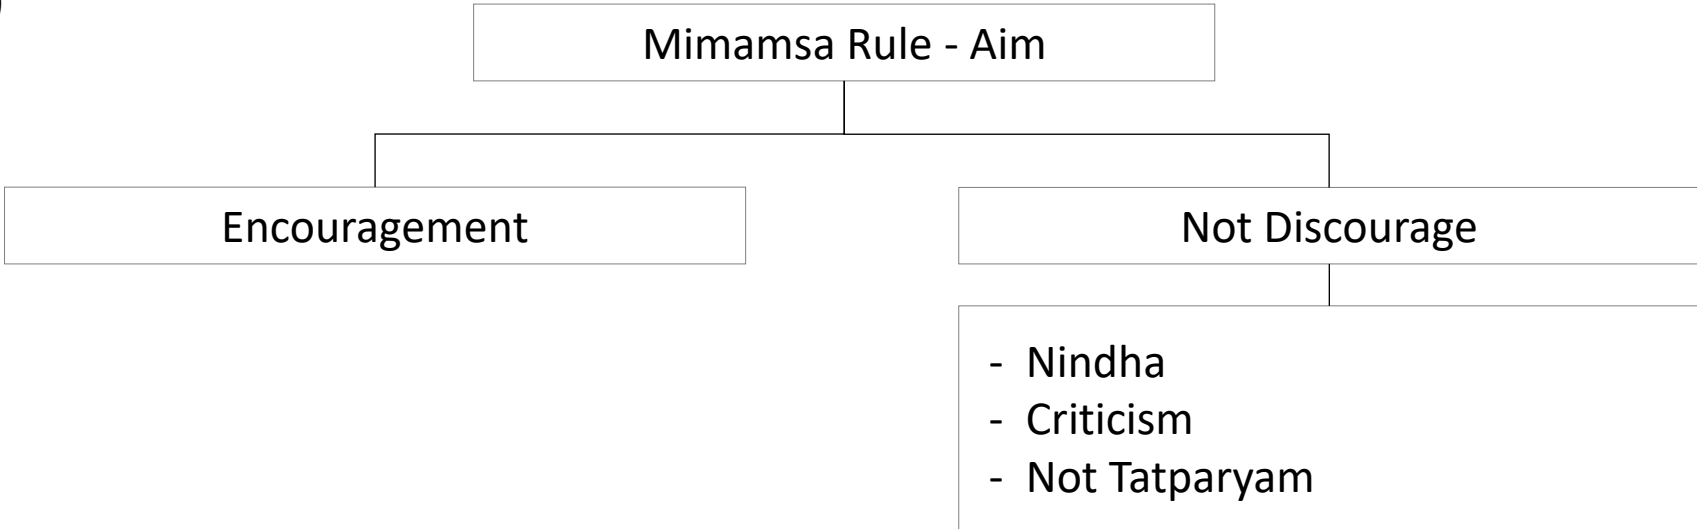 Mimamsa Rule - Aim
Encouragement
Not Discourage
- Nindha
- Criticism
- Not Tatparyam